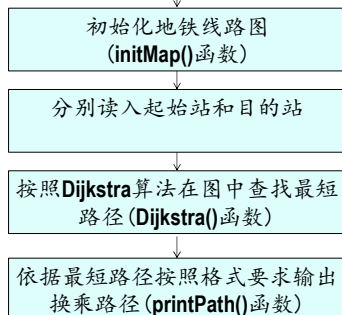 初始化地铁线路图
(initMap()函数)
分别读入起始站和目的站
按照Dijkstra算法在图中查找最短
路径(Dijkstra()函数)
依据最短路径按照格式要求输出
换乘路径(printPath()函数)